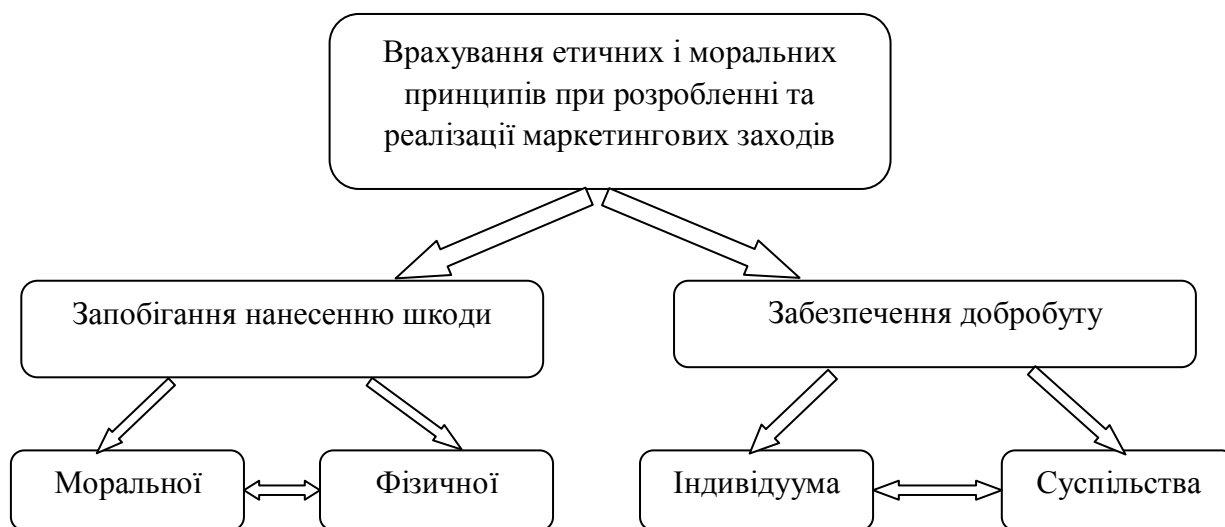 Врахування етичних і моральних
принципів при розробленні та
реалізації маркетингових заходів
Запобігання нанесенню шкоди
Забезпечення добробуту
Моральної
Фізичної
Індивідуума
Суспільства